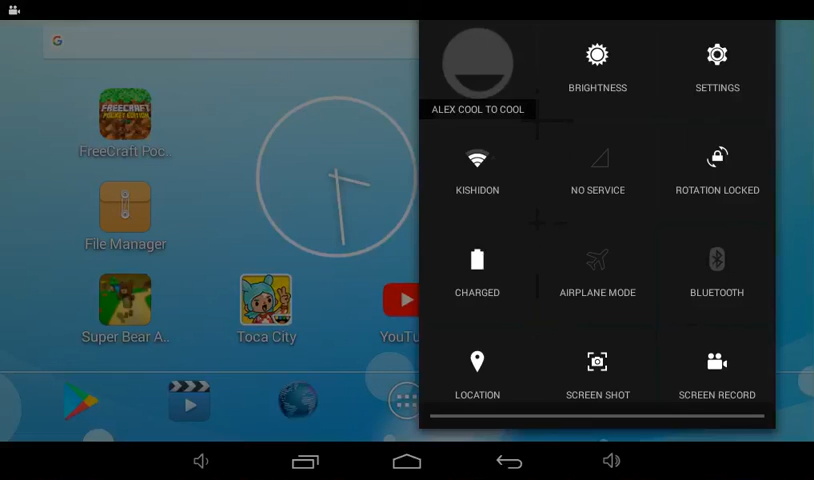 G
BRIGHTNESS
SETTINGS
ALEX COOL TO COOL
FREECRAFT
POCKET EDITION
FreeCraft Poc..
KISHIDON
NO SERVICE
ROTATION LOCKED
File Manager
CHARGED
AIRPLANE MODE
BLUETOOTH
Super Bear A..
Toca City
YouTu
LOCATION
SCREEN SHOT
SCREEN RECORD